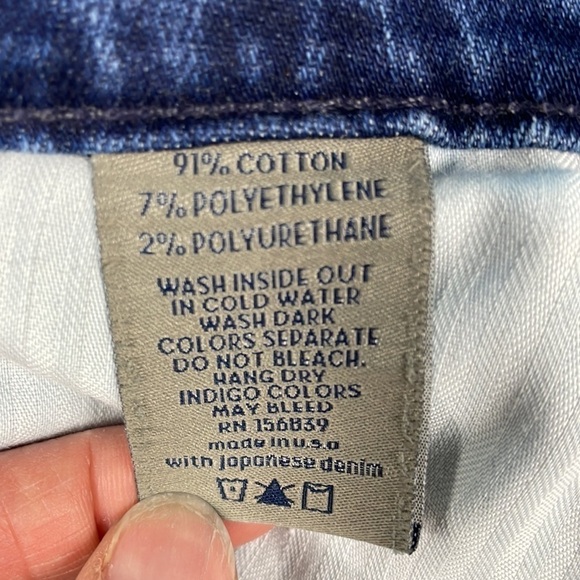 91% COTTON
7% POLYETHYLENE
2% POLYURETHANE
WASH INSIDE OUT
IN COLD WATER
WASH DARK
COLORS SEPARATE
DO NOT BLEACH.
HANG DRY
INDIGO COLORS
MAY BLEED
RN 156839
made in u.s.a
with japanese denim